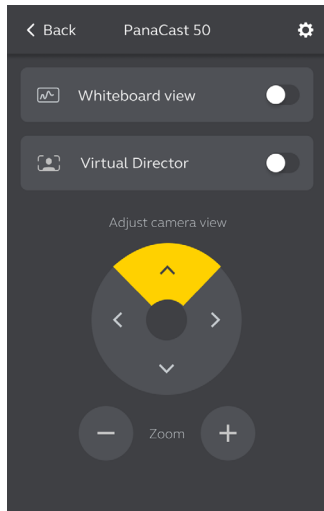 Back PanaCast 50
Whiteboard view
Virtual Director
Adjust camera view
Zoom